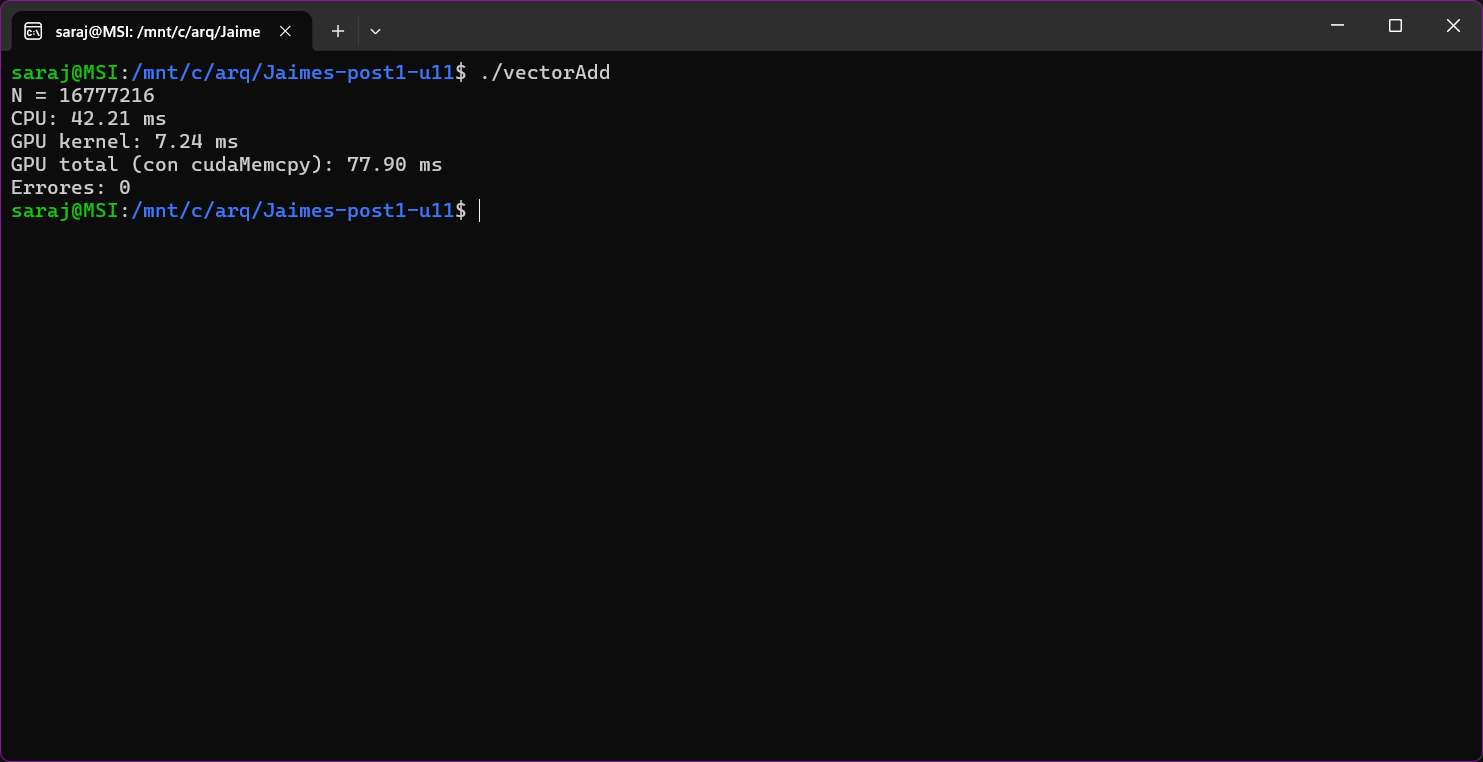 saraj@MSI: /mnt/c/arq/Jaime
saraj@MSI:/mnt/c/arq/Jaimes-post1-u11$ ./vectorAdd
N = 16777216
CPU: 42.21 ms
GPU kernel: 7.24 ms
GPU total (con cudaMemcpy): 77.90 ms
Errores: 0
saraj@MSI:/mnt/c/arq/Jaimes-post1-u11$